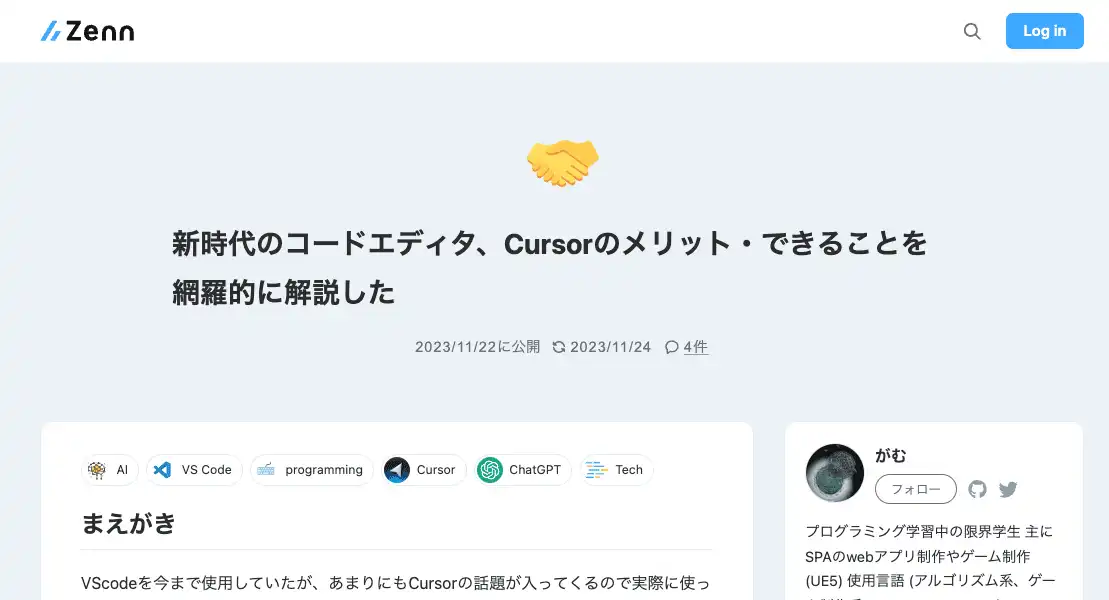 Zenn
Log in
新時代のコードエディタ、Cursorのメリット・できることを
網羅的に解説した
2023/11/22に公開 2023/11/24 4件
AI VS Code programming Cursor ChatGPT Tech
まえがき
VScodeを今まで使用していたが、あまりにもCursorの話題が入ってくるので実際に使っ
がむ
フォロー
プログラミング学習中の限界学生 主に
SPAのwebアプリ制作やゲーム制作
(UE5) 使用言語 (アルゴリズム系、ゲー